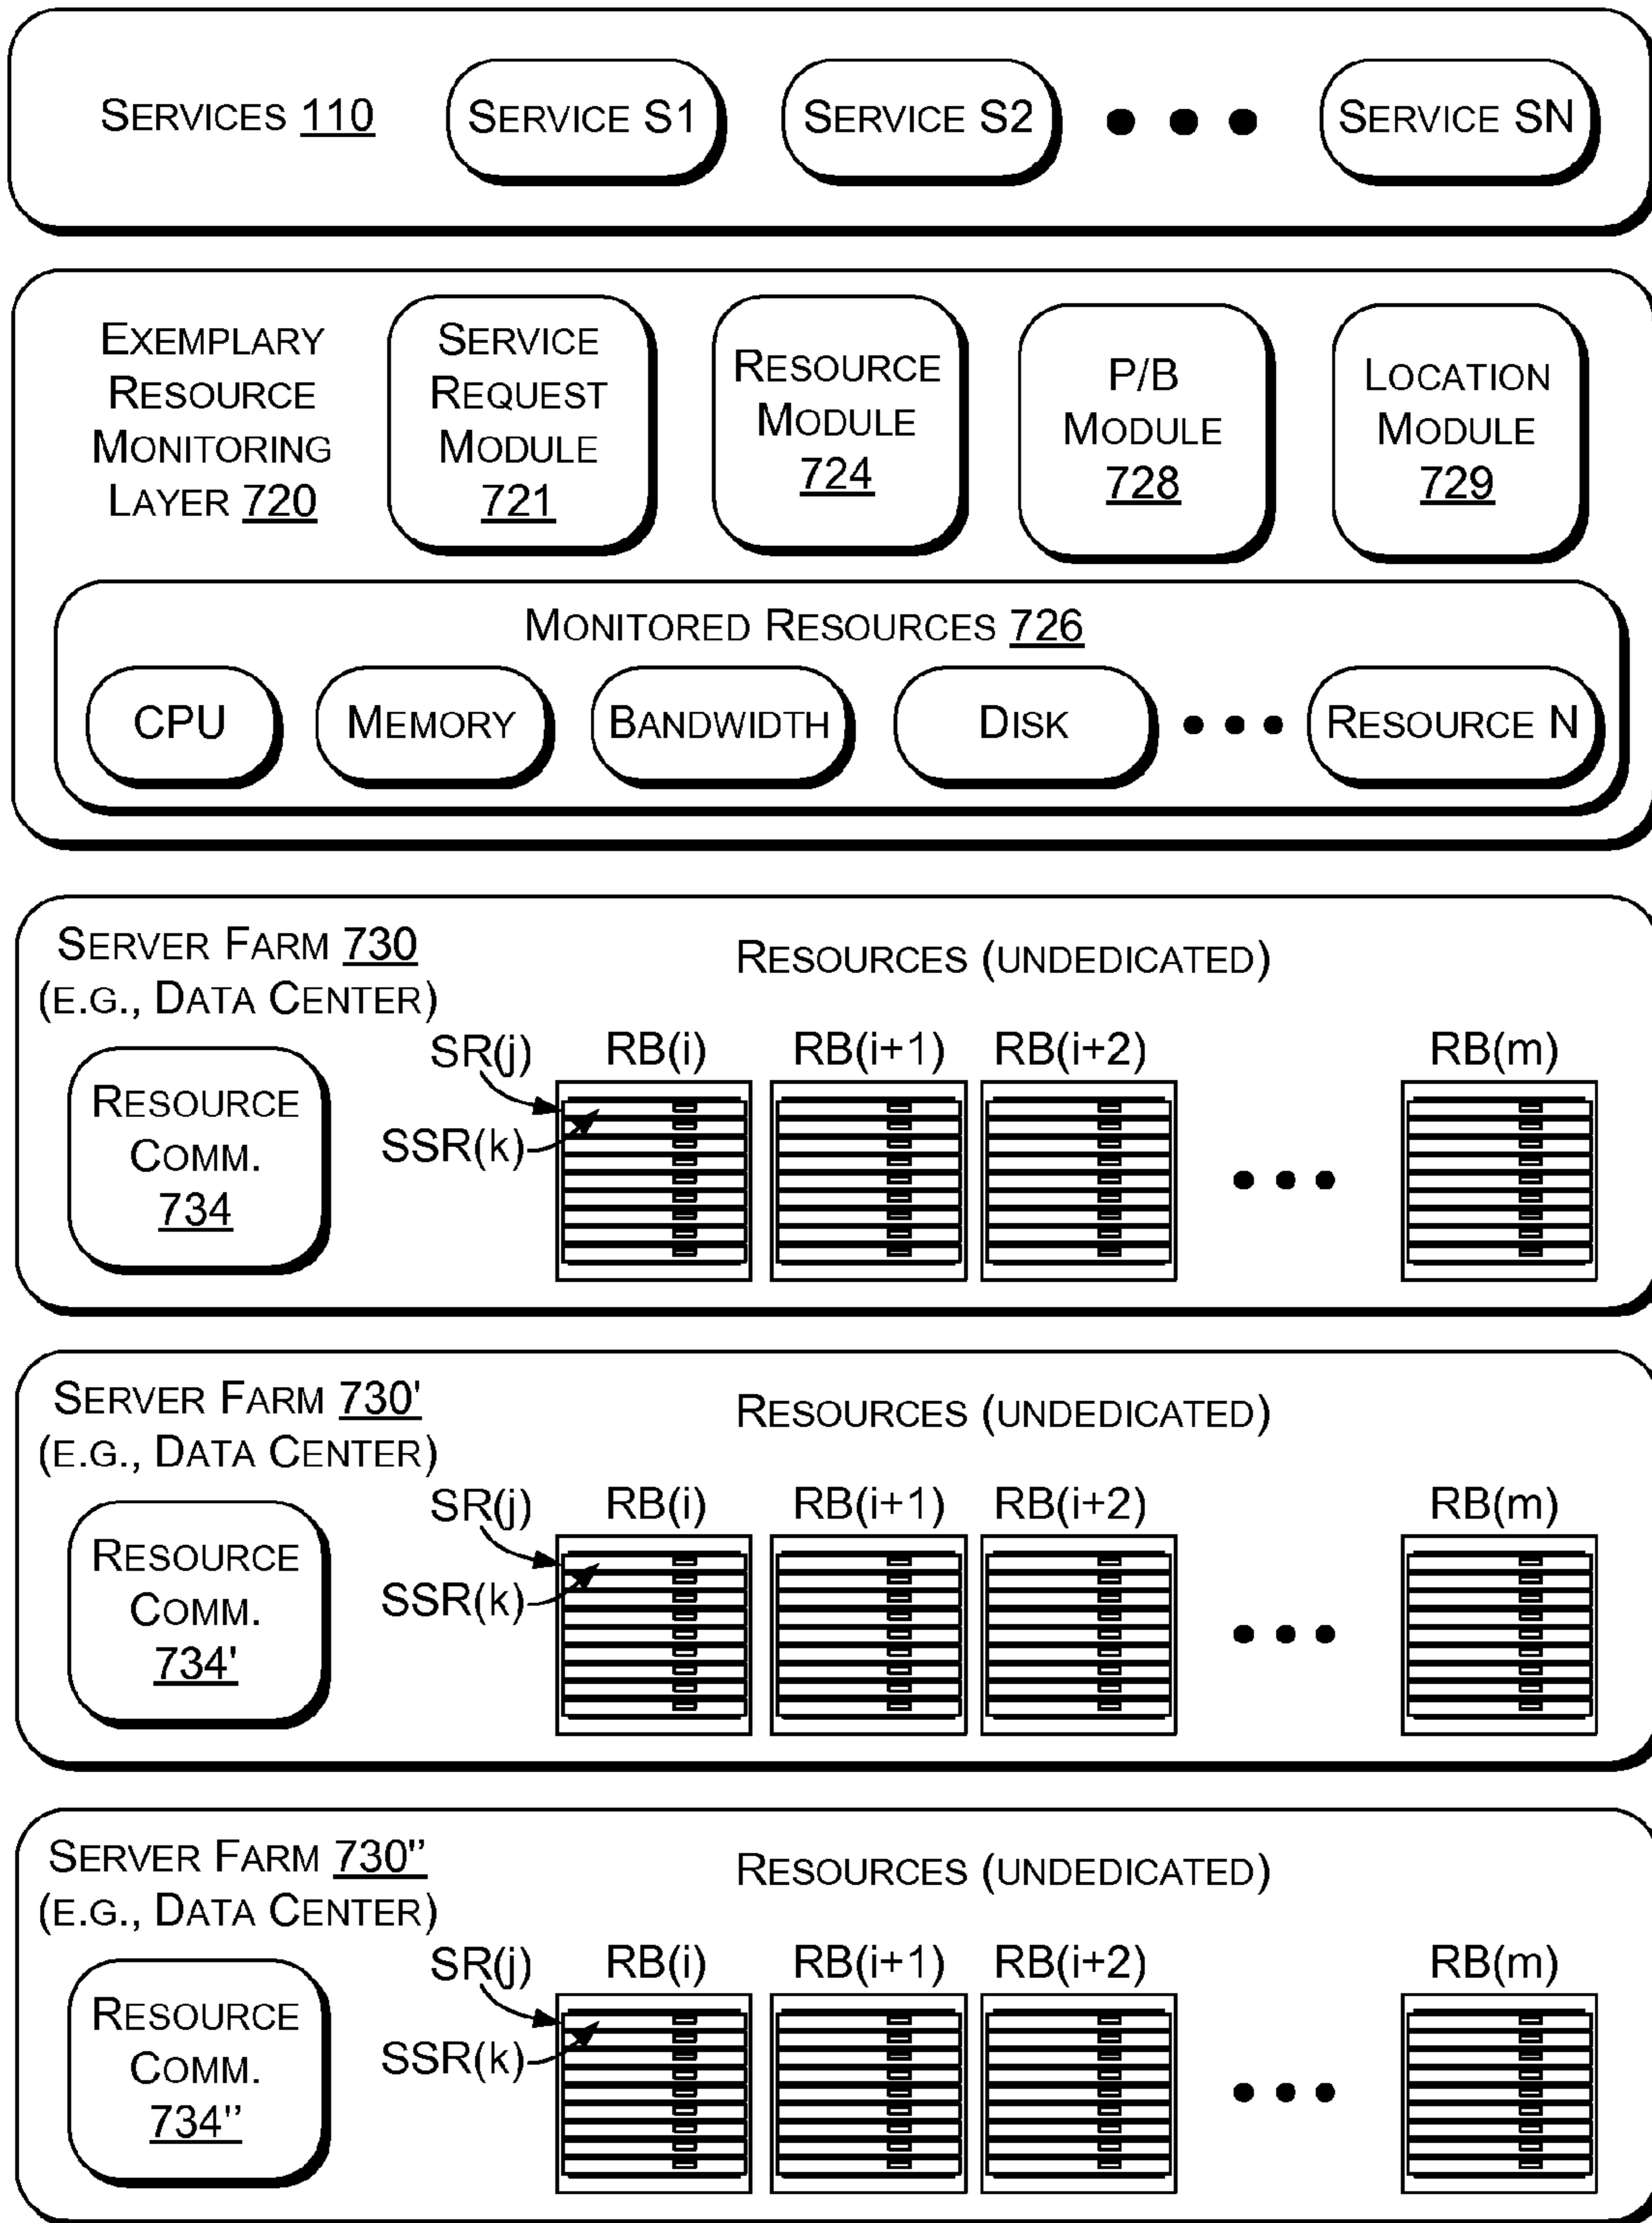 SERVICES 110
SERVICE S1
SERVICE S2
SERVICE SN
EXEMPLARY
RESOURCE
MONITORING
LAYER 720
SERVICE
REQUEST
MODULE
721
RESOURCE
MODULE
724
P/B
MODULE
728
LOCATION
MODULE
729
MONITORED RESOURCES 726
CPU
MEMORY
BANDWIDTH
DISK
RESOURCE N
SERVER FARM 730
(E.G., DATA CENTER)
RESOURCES (UNDEDICATED)
RESOURCE
COMM.
734
SR(j)
SSR(k)
RB(i)
RB(i+1)
RB(i+2)
RB(m)
SERVER FARM 730'
(E.G., DATA CENTER)
RESOURCES (UNDEDICATED)
RESOURCE
COMM.
734'
SR(j)
SSR(k)
RB(i)
RB(i+1)
RB(i+2)
RB(m)
SERVER FARM 730''
(E.G., DATA CENTER)
RESOURCES (UNDEDICATED)
RESOURCE
COMM.
734''
SR(j)
SSR(k)
RB(i)
RB(i+1)
RB(i+2)
RB(m)